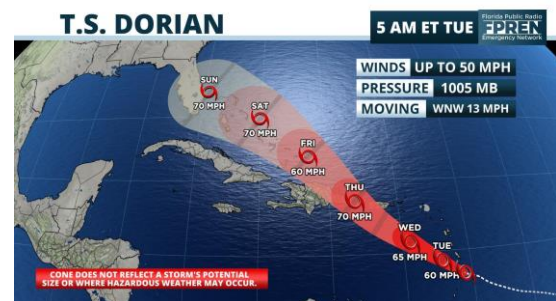 T.S. DORIAN
5 AM ET TUE
Florida Public Radio
FPREN
Emergency Network
WINDS UP TO 50 MPH
PRESSURE 1005 MB
MOVING WNW 13 MPH
SUN
70 MPH
SAT
70 MPH
FRI
60 MPH
THU
70 MPH
WED
65 MPH
TUE
60 MPH
CONE DOES NOT REFLECT A STORM'S POTENTIAL
SIZE OR WHERE HAZARDOUS WEATHER MAY OCCUR.